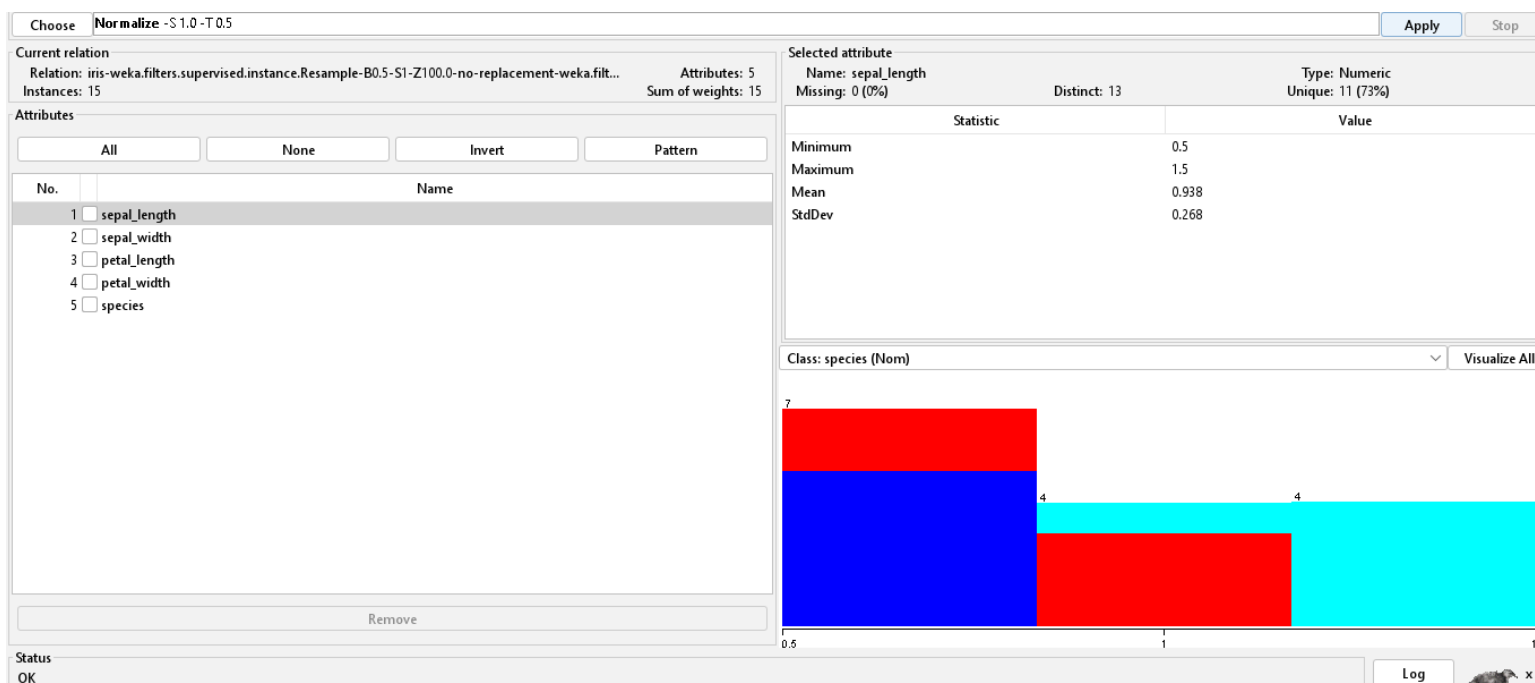 Choose Normalize -S 1.0 -T 0.5 Apply Stop
Current relation
Relation: iris-weka.filters.supervised.instance.Resample-B0.5-S1-Z100.0-no-replacement-weka.filt... Attributes: 5
Instances: 15 Sum of weights: 15
Attributes
All None Invert Pattern
No. Name
1 sepal_length
2 sepal_width
3 petal_length
4 petal_width
5 species
Remove
Selected attribute
Name: sepal_length Type: Numeric
Missing: 0 (0%) Distinct: 13 Unique: 11 (73%)
Statistic Value
Minimum 0.5
Maximum 1.5
Mean 0.938
StdDev 0.268
Class: species (Nom) Visualize All
7
4 4
0.5 1 1
Status
OK
Log x